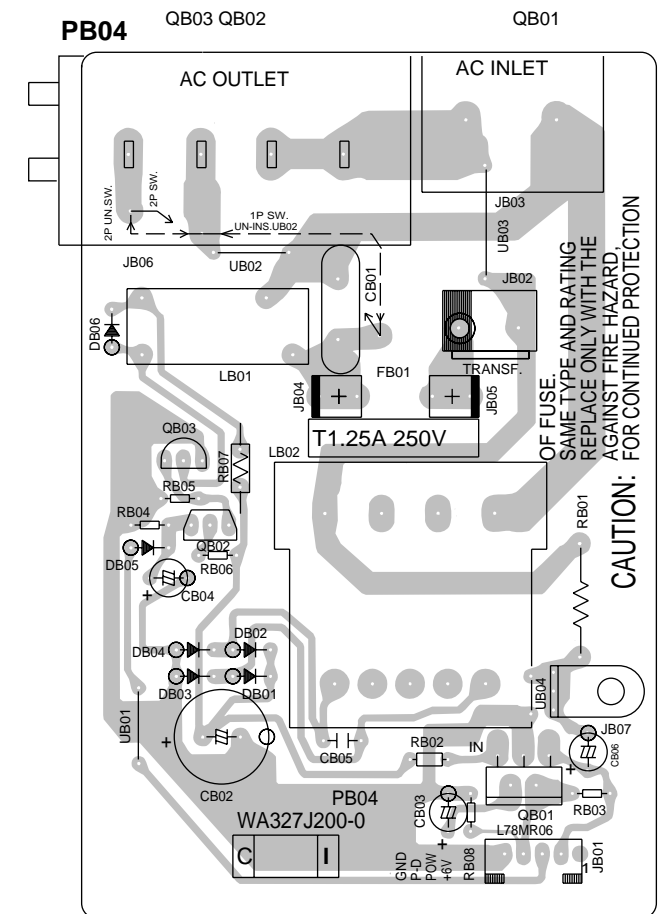 PB04
QB03 QB02
QB01
AC OUTLET
AC INLET
2P UN.SW.
2P SW.
1P SW.
UN-INS.UB02
JB03
UB03
JB06
UB02
CB01
JB02
DB06
LB01
FB01
TRANSF.
JB04
JB05
T1.25A 250V
CAUTION:
FOR CONTINUED PROTECTION
AGAINST FIRE HAZARD,
REPLACE ONLY WITH THE
SAME TYPE AND RATING
OF FUSE.
QB03
RB07
LB02
RB05
RB04
RB01
QB02
DB05
RB06
CB04
DB02
DB04
DB03
DB01
UB04
UB01
JB07
CB06
RB02
IN
CB05
CB02
PB04
CB03
QB01
RB03
WA327J200-0
L78MR06
C
I
GND
P-D
POW
+6V
RB08
1
JB01